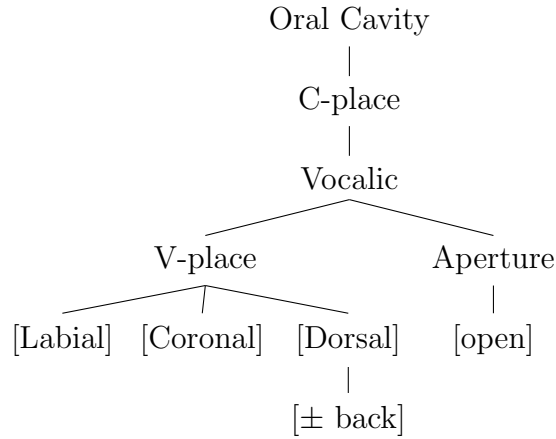 Oral Cavity
C-place
Vocalic
V-place Aperture
[Labial] [Coronal] [Dorsal] [open]
[± back]